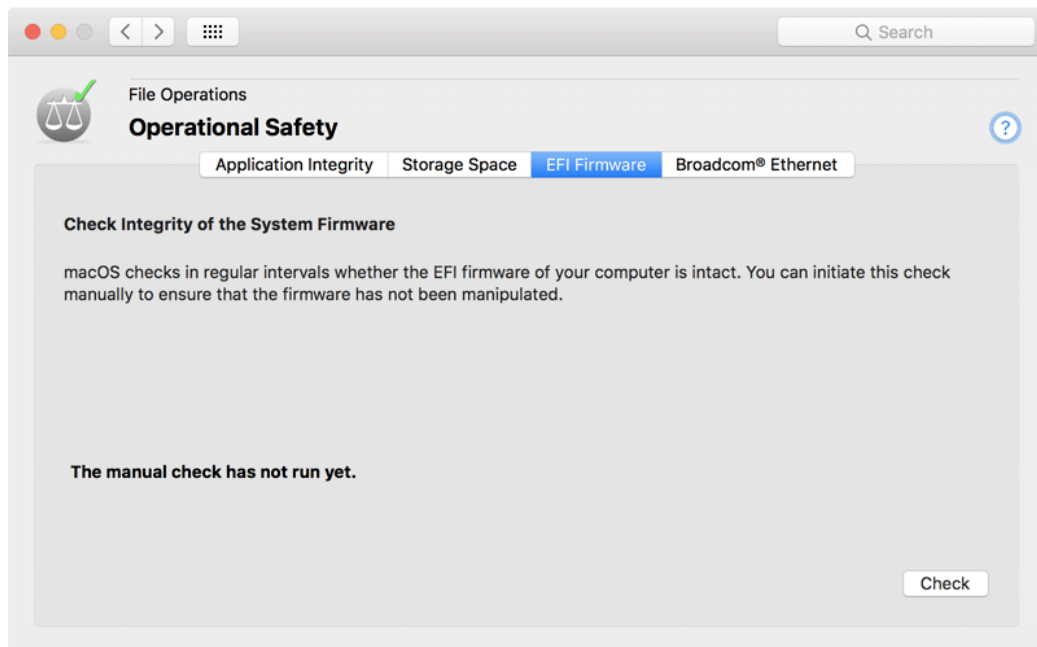 Search
File Operations
Operational Safety
?
Application Integrity
Storage Space
EFI Firmware
Broadcom® Ethernet
Check Integrity of the System Firmware
macOS checks in regular intervals whether the EFI firmware of your computer is intact. You can initiate this check
manually to ensure that the firmware has not been manipulated.
The manual check has not run yet.
Check